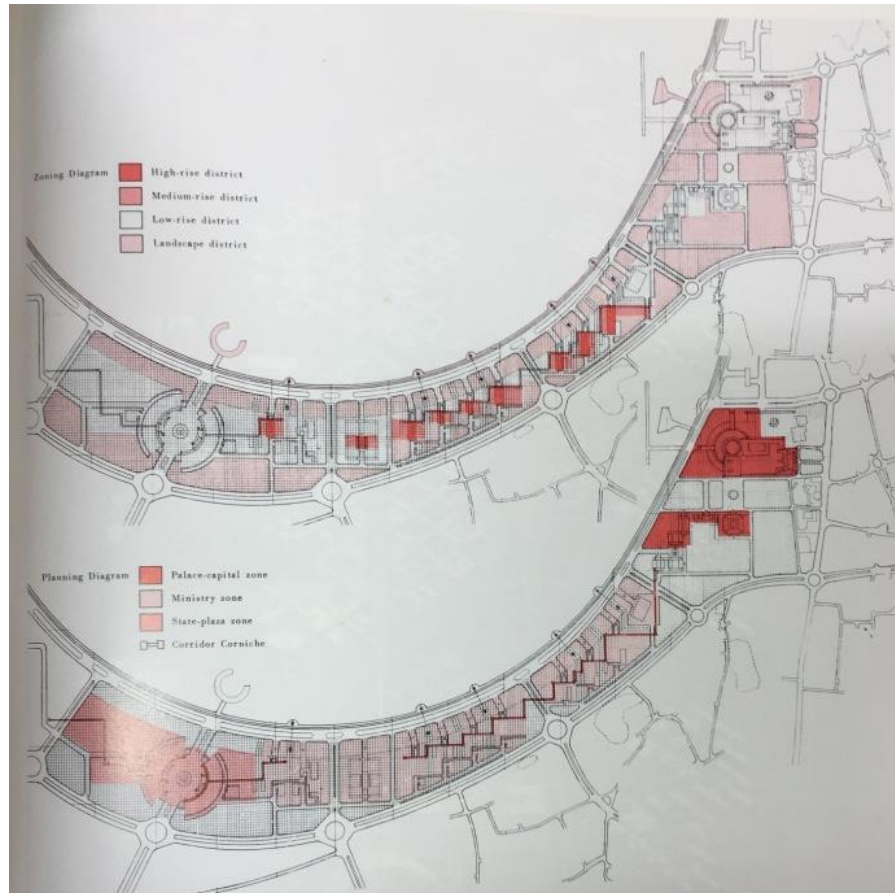 Zoning Diagram
High-rise district
Medium-rise district
Low-rise district
Landscape district
Planning Diagram
Palace-capital zone
Ministry zone
State-plaza zone
Corridor Corniche